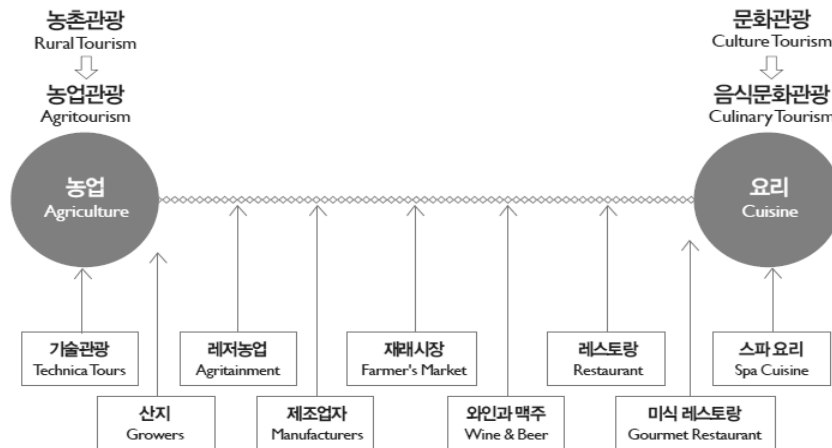 농촌관광
Rural Tourism
농업관광
Agritourism
문화관광
Culture Tourism
음식문화관광
Culinary Tourism
농업
Agriculture
요리
Cuisine
기술관광
Technica Tours
레저농업
Agritainment
재래시장
Farmer's Market
레스토랑
Restaurant
스파 요리
Spa Cuisine
산지
Growers
제조업자
Manufacturers
와인과 맥주
Wine & Beer
미식 레스토랑
Gourmet Restaurant